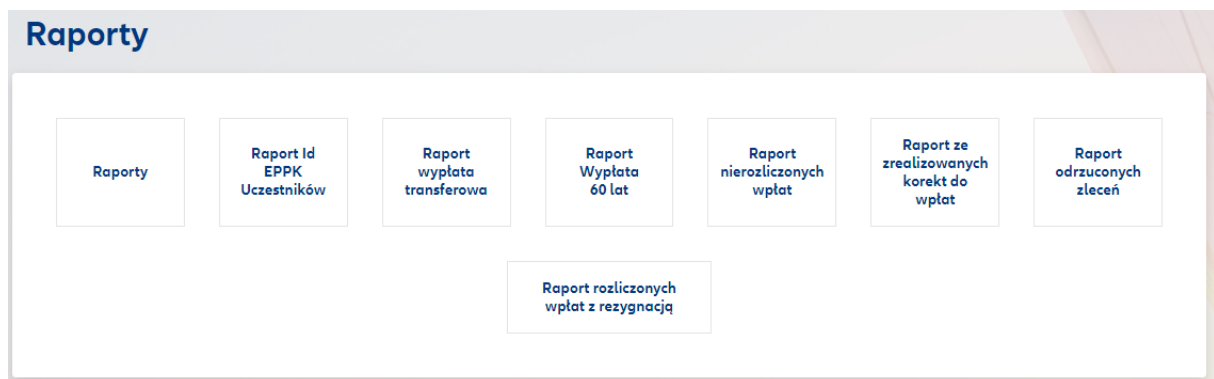 Raporty
Raporty
Raport Id
EPPK
Uczestników
Raport
wypłata
transferowa
Raport
Wypłata
60 lat
Raport
nierozliczonych
wpłat
Raport ze
zrealizowanych
korekt do
wpłat
Raport
odrzuconych
zleceń
Raport rozliczonych
wpłat z rezygnacją